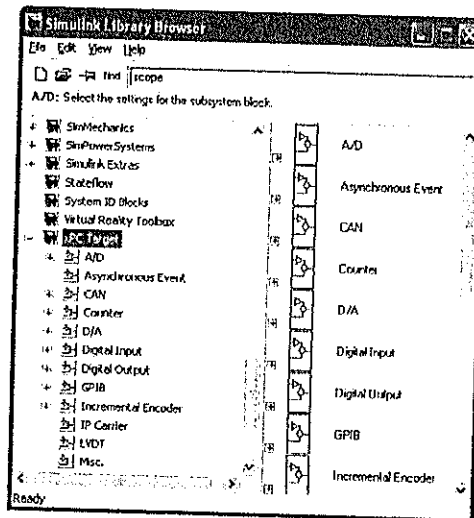 Simulink Library Browser
File Edit View Help
find scope
A/D: Select the settings for the subsystem block.
SimMechanics
SimPowerSystems
Simulink Extras
Stateflow
System ID Blocks
Virtual Reality Toolbox
xPC Target
A/D
Asynchronous Event
CAN
Counter
D/A
Digital Input
Digital Output
GPIB
Incremental Encoder
IP Carrier
LVDT
Misc.
A/D
Asynchronous Event
CAN
Counter
D/A
Digital Input
Digital Output
GPIB
Incremental Encoder
Ready